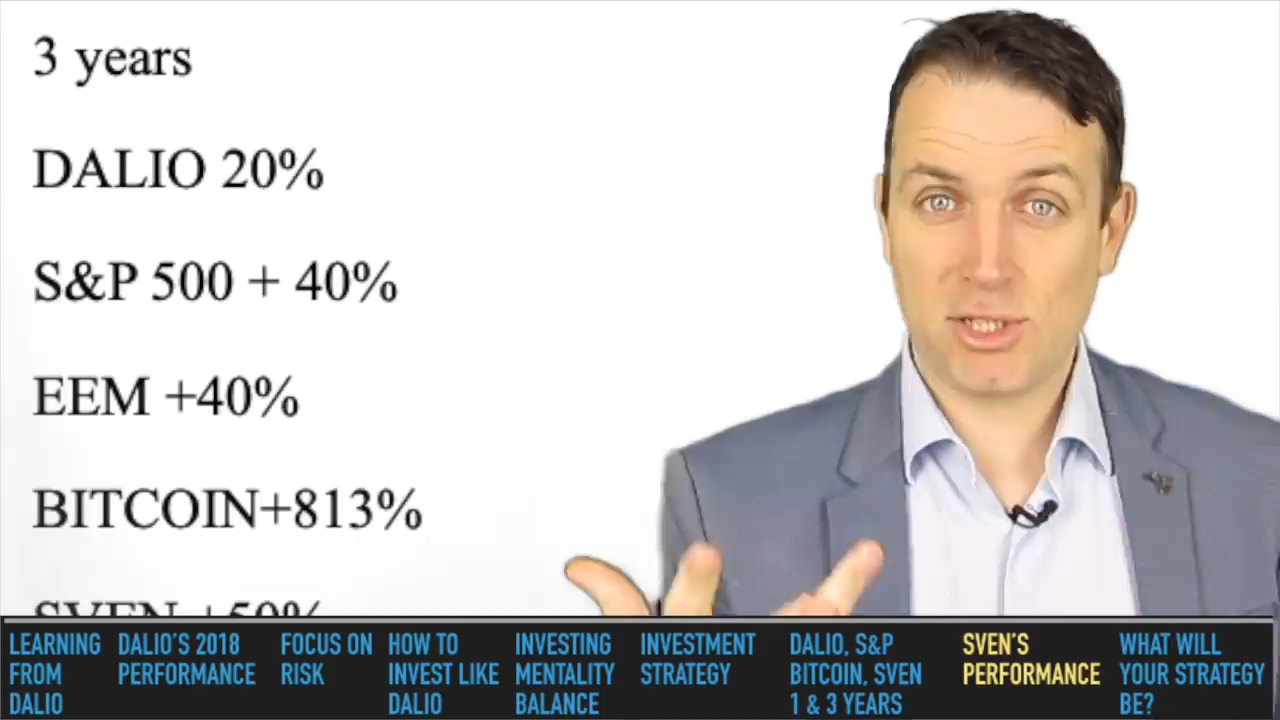 3 years
DALIO 20%
S&P 500 + 40%
EEM +40%
BITCOIN+813%
SVEN +50%
LEARNING
FROM
DALIO
DALIO'S 2018
PERFORMANCE
FOCUS ON
RISK
HOW TO
INVEST LIKE
DALIO
INVESTING
MENTALITY
BALANCE
INVESTMENT
STRATEGY
DALIO, S&P
BITCOIN, SVEN
1 & 3 YEARS
SVEN'S
PERFORMANCE
WHAT WILL
YOUR STRATEGY
BE?